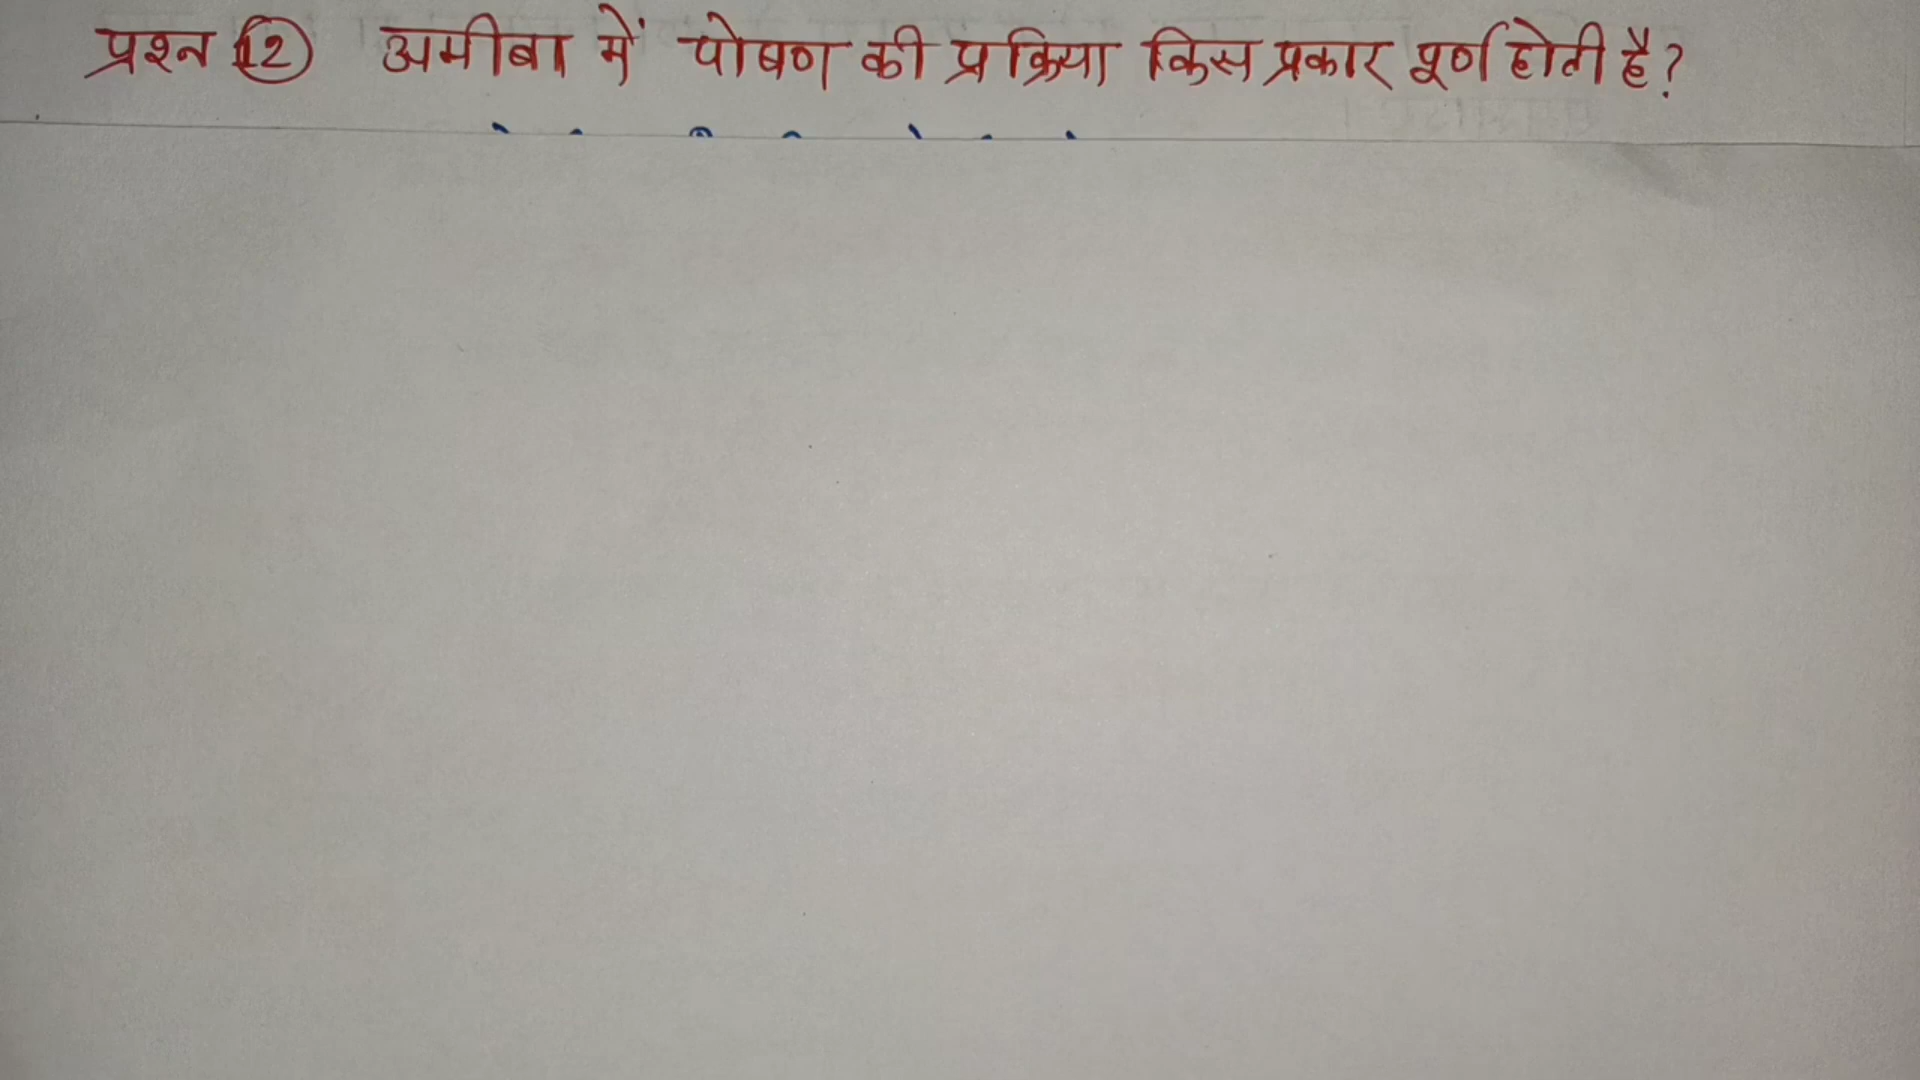 प्रश्न 12 अमीबा में पोषण की प्रक्रिया किस प्रकार पूर्ण होती है?